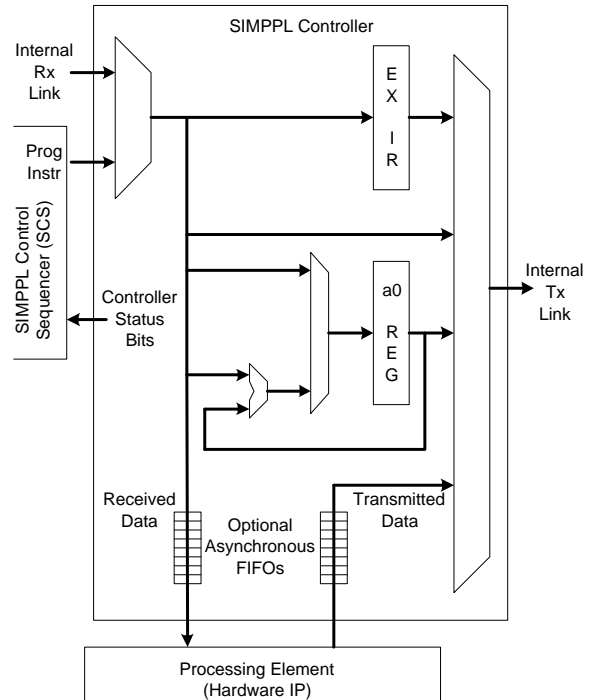 SIMPPL Controller
Internal
Rx
Link
Prog
Instr
SIMPPL Control
Sequencer (SCS)
Controller
Status
Bits
E
X
I
R
a0
R
E
G
Internal
Tx
Link
Received
Data
Optional
Asynchronous
FIFOs
Transmitted
Data
Processing Element
(Hardware IP)